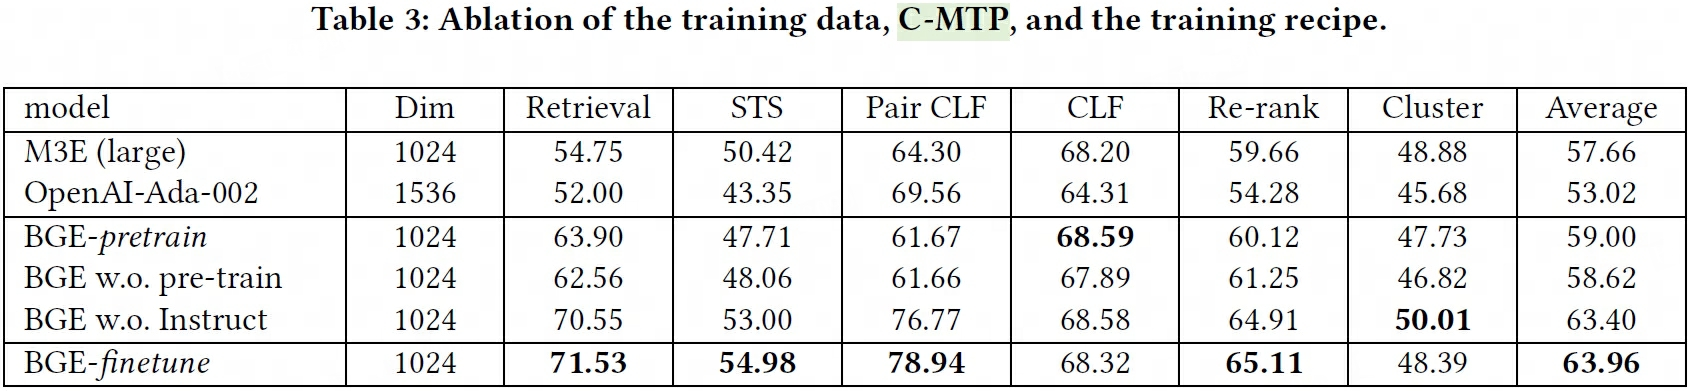 Table 3: Ablation of the training data, C-MTP, and the training recipe.
model Dim Retrieval STS Pair CLF CLF Re-rank Cluster Average
M3E (large) 1024 54.75 50.42 64.30 68.20 59.66 48.88 57.66
OpenAI-Ada-002 1536 52.00 43.35 69.56 64.31 54.28 45.68 53.02
BGE-pretrain 1024 63.90 47.71 61.67 68.59 60.12 47.73 59.00
BGE w.o. pre-train 1024 62.56 48.06 61.66 67.89 61.25 46.82 58.62
BGE w.o. Instruct 1024 70.55 53.00 76.77 68.58 64.91 50.01 63.40
BGE-finetune 1024 71.53 54.98 78.94 68.32 65.11 48.39 63.96